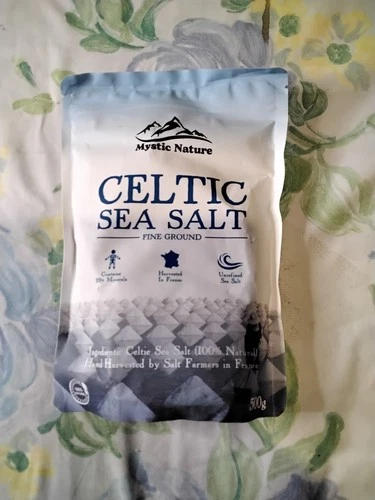 Mystic Nature
CELTIC
SEA SALT
FINE GROUND
Contains
Minerals
Harvested
In France
Unrefined
Sea Salt
Authentic Celtic Sea Salt (100% Natural)
Hand Harvested by Salt Farmers in France
500g